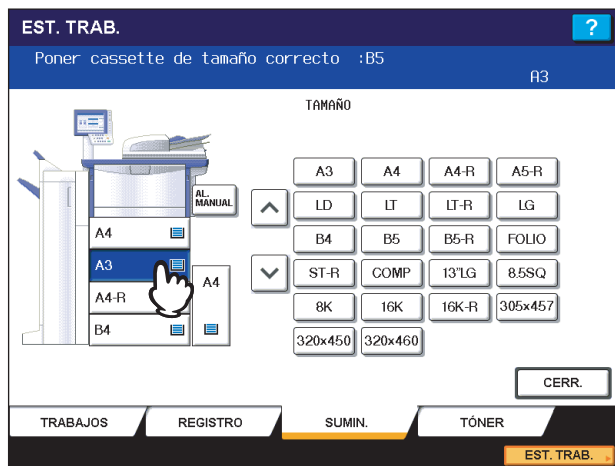 EST. TRAB.
?
Poner cassette de tamaño correcto :B5
A3
TAMAÑO
AL.
MANUAL
A4
A3
A4-R
B4
A4
A3 A4 A4-R A5-R
LD LT LT-R LG
B4 B5 B5-R FOLIO
ST-R COMP 13"LG 8.5SQ
8K 16K 16K-R 305x457
320x450 320x460
CERR.
TRABAJOS REGISTRO SUMIN. TÓNER
EST. TRAB.